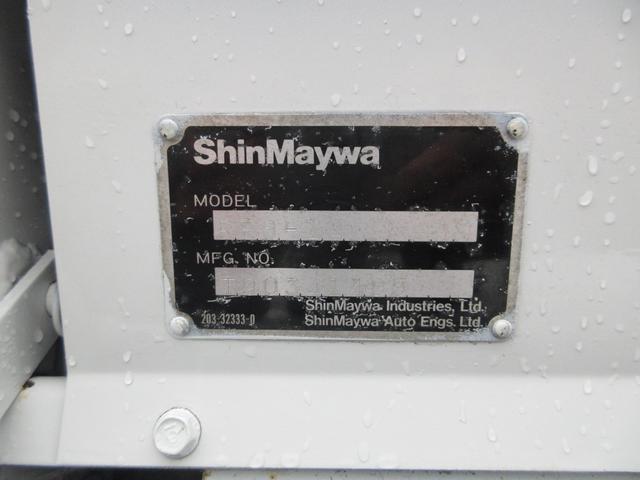 ShinMaywa
MODEL
MFG. NO.
ShinMaywa Industries, Ltd.
203-32333-0 ShinMaywa Auto Engs. Ltd.